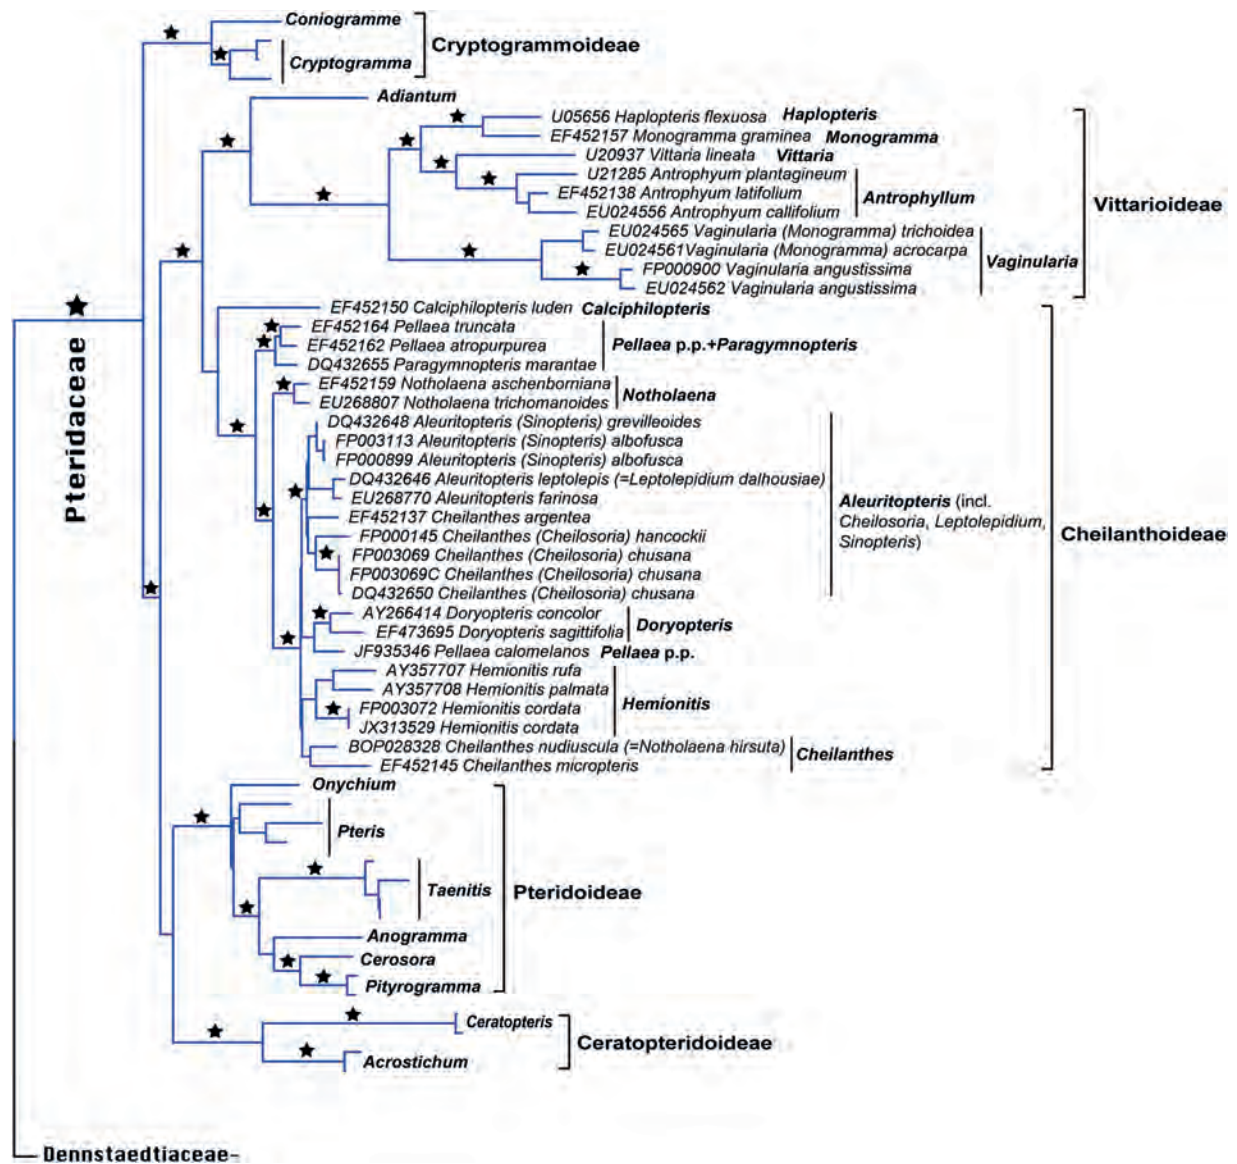 Coniogramme
Cryptogrammoideae
Cryptogramma
Adiantum
U05656 Haplopteris flexuosa Haplopteris
EF452157 Monogramma graminea Monogramma
U20937 Vittaria lineata Vittaria
U21285 Antrophyum plantagineum
EF452138 Antrophyum latifolium
Antrophyllum
EU024556 Antrophyum callifolium
Vittarioideae
EU024565 Vaginularia (Monogramma) trichoidea
EU024561Vaginularia (Monogramma) acrocarpa
Vaginularia
FP000900 Vaginularia angustissima
EU024562 Vaginularia angustissima
Pteridaceae
EF452150 Calciphilopteris luden Calciphilopteris
EF452164 Pellaea truncata
EF452162 Pellaea atropurpurea
Pellaea p.p.+Paragymnopteris
DQ432655 Paragymnopteris marantae
EF452159 Notholaena aschenborniana
Notholaena
EU268807 Notholaena trichomanoides
DQ432648 Aleuritopteris (Sinopteris) grevilleoides
FP003113 Aleuritopteris (Sinopteris) albofusca
FP000899 Aleuritopteris (Sinopteris) albofusca
DQ432646 Aleuritopteris leptolepis (=Leptolepidium dalhousiae)
EU268770 Aleuritopteris farinosa
Aleuritopteris (incl.
Cheilosoria, Leptolepidium,
Sinopteris)
EF452137 Cheilanthes argentea
Cheilanthoideae
FP000145 Cheilanthes (Cheilosoria) hancockii
FP003069 Cheilanthes (Cheilosoria) chusana
FP003069C Cheilanthes (Cheilosoria) chusana
DQ432650 Cheilanthes (Cheilosoria) chusana
AY266414 Doryopteris concolor
Doryopteris
EF473695 Doryopteris sagittifolia
JF935346 Pellaea calomelanos Pellaea p.p.
AY357707 Hemionitis rufa
AY357708 Hemionitis palmata
Hemionitis
FP003072 Hemionitis cordata
JX313529 Hemionitis cordata
BOP028328 Cheilanthes nudiuscula (=Notholaena hirsuta)
Cheilanthes
EF452145 Cheilanthes micropteris
Onychium
Pteris
Taenitis
Pteridoideae
Anogramma
Cerosora
Pityrogramma
Ceratopteris
Ceratopteridoideae
Acrostichum
Dennstaedtiaceae-